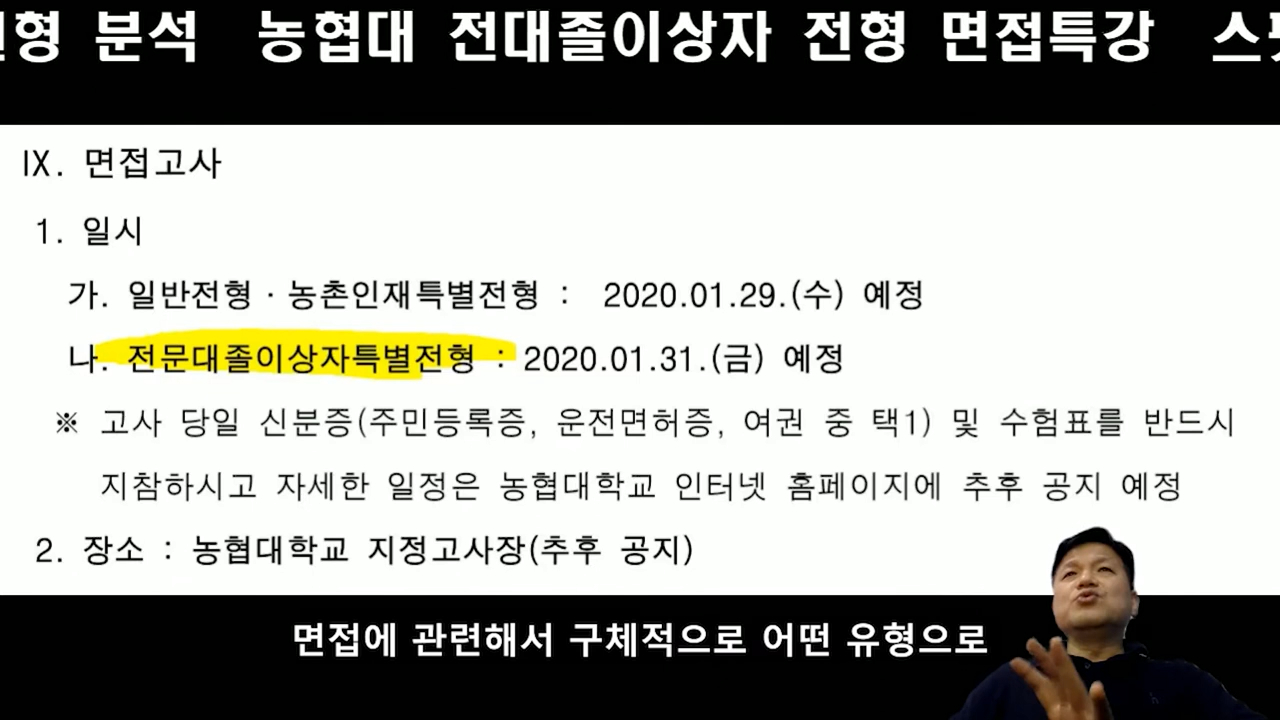 형 분석 농협대 전대졸이상자 전형 면접특강
IX. 면접고사
1. 일시
가. 일반전형 · 농촌인재특별전형 : 2020.01.29.(수) 예정
나. 전문대졸이상자특별전형 : 2020.01.31.(금) 예정
※ 고사 당일 신분증(주민등록증, 운전면허증, 여권 중 택1) 및 수험표를 반드시
지참하시고 자세한 일정은 농협대학교 인터넷 홈페이지에 추후 공지 예정
2. 장소 : 농협대학교 지정고사장(추후 공지)
면접에 관련해서 구체적으로 어떤 유형으로